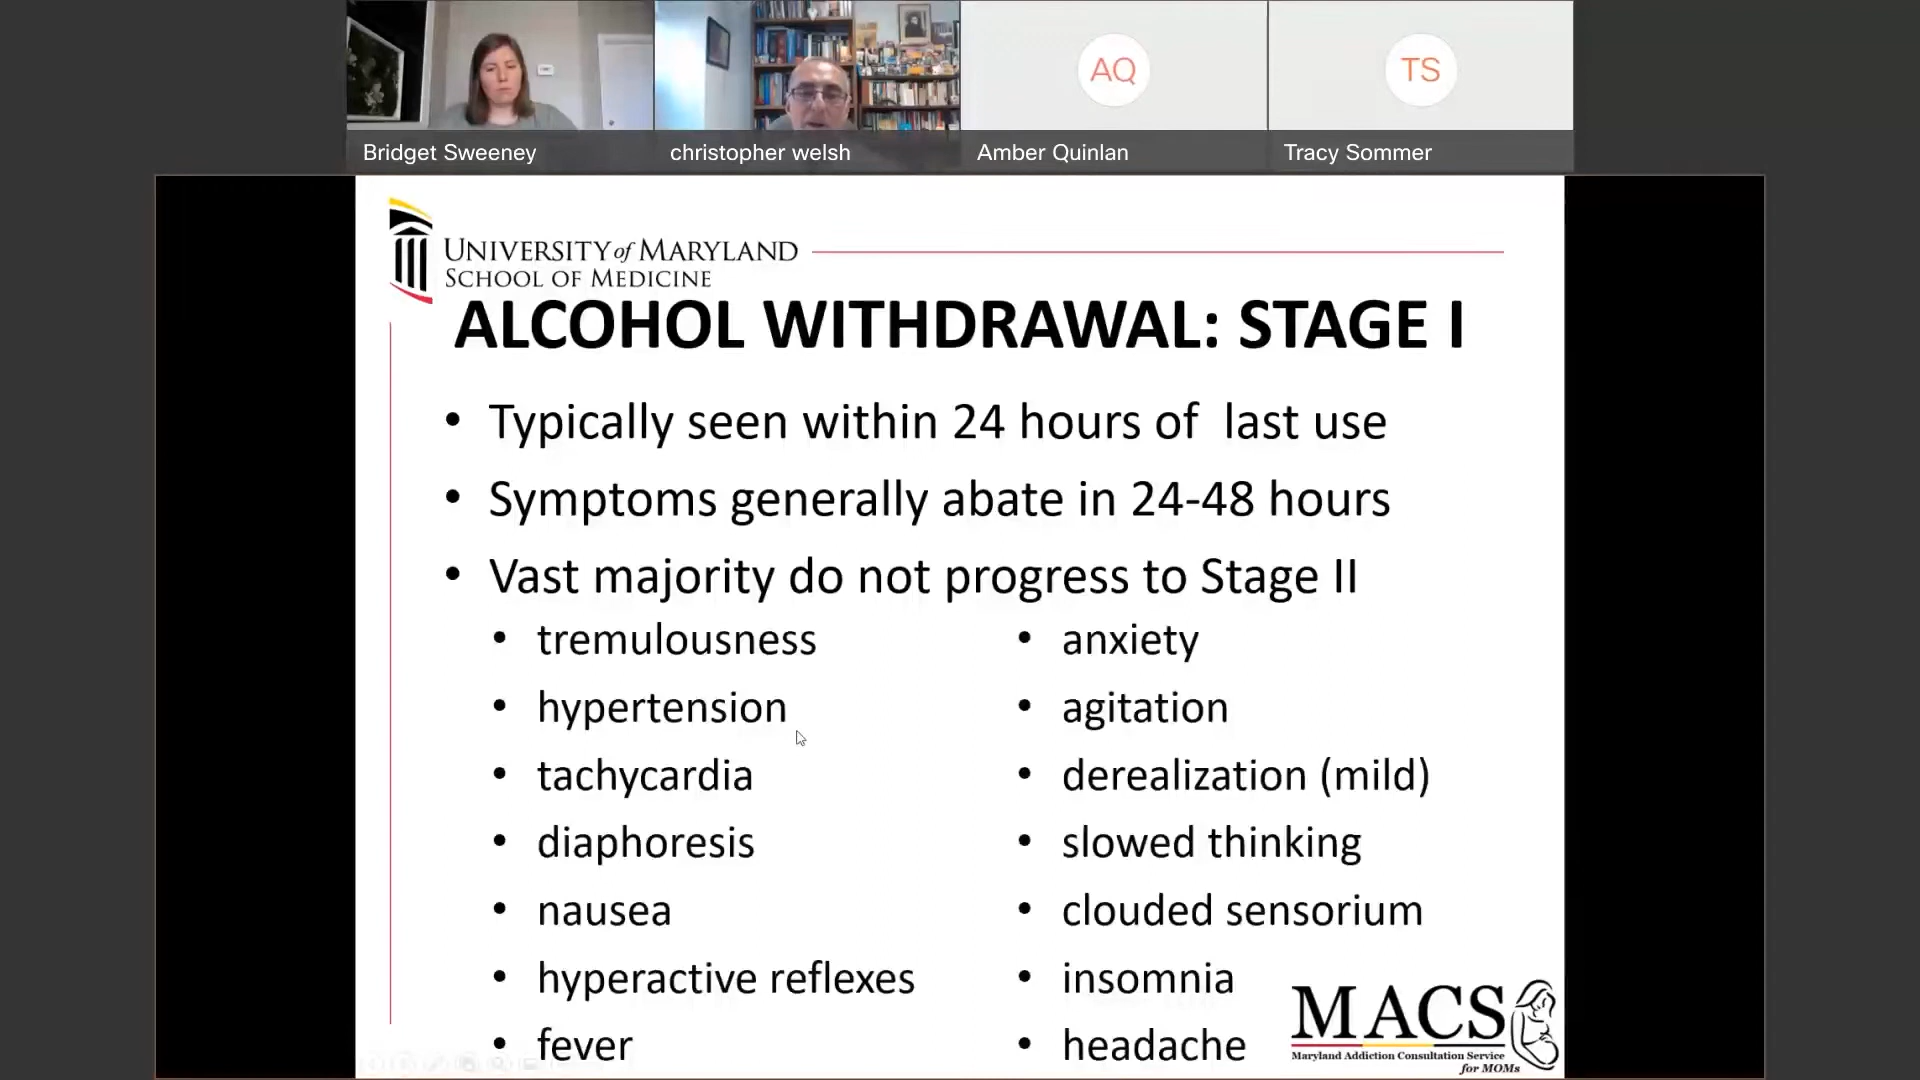 Bridget Sweeney
christopher welsh
AQ
Amber Quinlan
TS
Tracy Sommer
UNIVERSITY of MARYLAND
SCHOOL OF MEDICINE
ALCOHOL WITHDRAWAL: STAGE I
• Typically seen within 24 hours of last use
• Symptoms generally abate in 24-48 hours
• Vast majority do not progress to Stage II
• tremulousness
• hypertension
• tachycardia
• diaphoresis
• nausea
• hyperactive reflexes
• fever
• anxiety
• agitation
• derealization (mild)
• slowed thinking
• clouded sensorium
• insomnia
• headache
MACS
Maryland Addiction Consultation Service
for MOMs